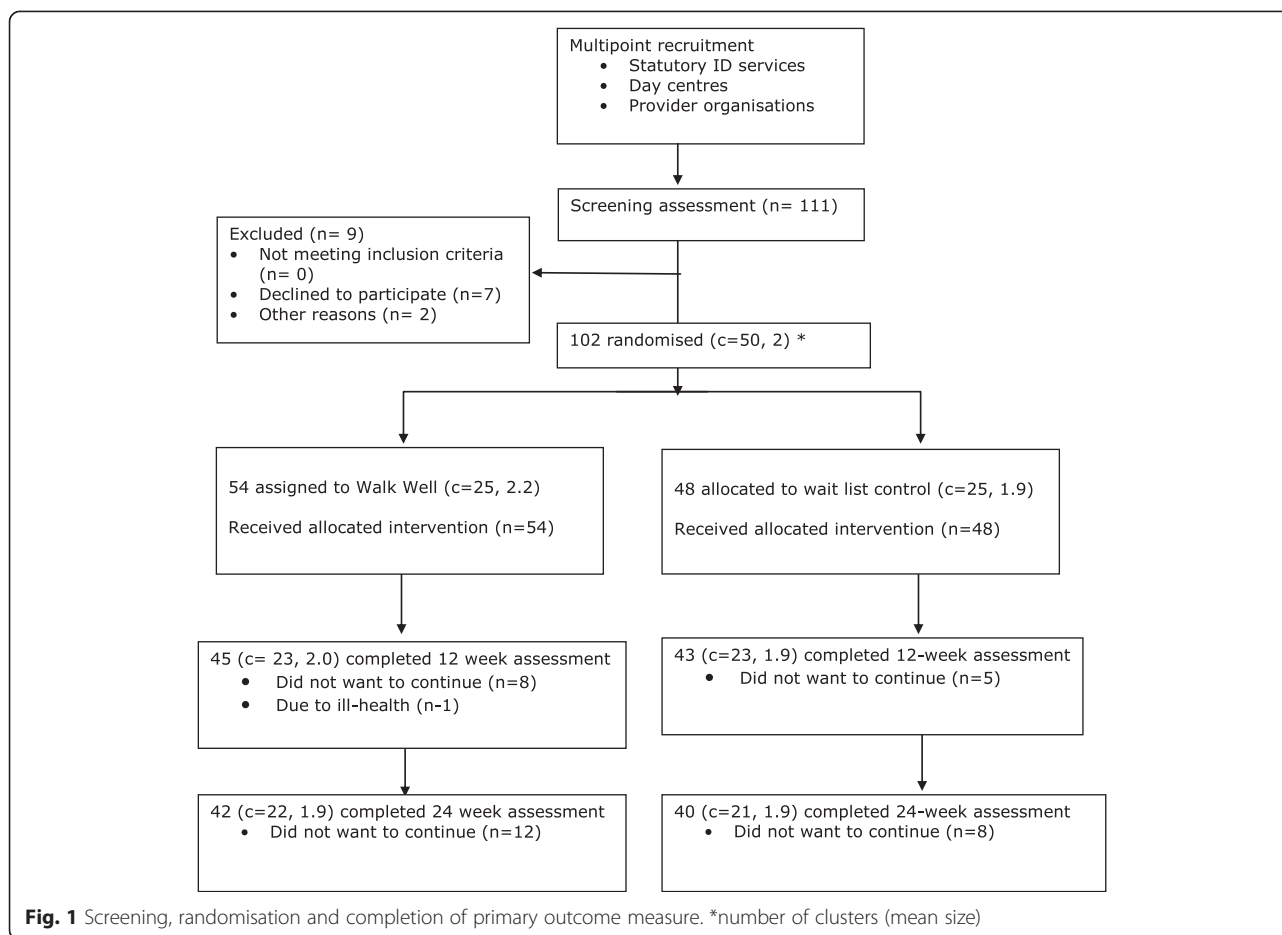 Multipoint recruitment
• Statutory ID services
• Day centres
• Provider organisations
Screening assessment (n= 111)
Excluded (n= 9)
• Not meeting inclusion criteria
(n= 0)
• Declined to participate (n=7)
• Other reasons (n= 2)
102 randomised (c=50, 2) *
54 assigned to Walk Well (c=25, 2.2)
Received allocated intervention (n=54)
48 allocated to wait list control (c=25, 1.9)
Received allocated intervention (n=48)
45 (c= 23, 2.0) completed 12 week assessment
• Did not want to continue (n=8)
• Due to ill-health (n-1)
43 (c=23, 1.9) completed 12-week assessment
• Did not want to continue (n=5)
42 (c=22, 1.9) completed 24 week assessment
• Did not want to continue (n=12)
40 (c=21, 1.9) completed 24-week assessment
• Did not want to continue (n=8)
Fig. 1 Screening, randomisation and completion of primary outcome measure. *number of clusters (mean size)